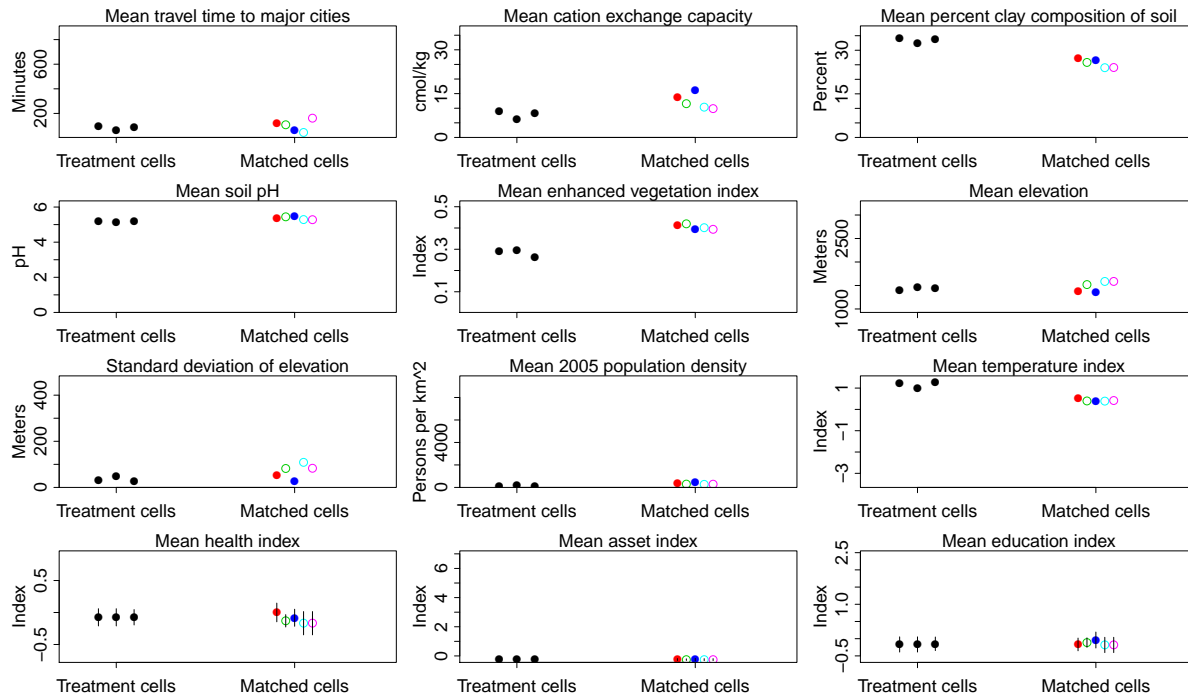 Mean travel time to major cities
Minutes
200
600
Treatment cells
Matched cells
Mean cation exchange capacity
cmol/kg
0
15
30
Treatment cells
Matched cells
Mean percent clay composition of soil
Percent
0
15
30
Treatment cells
Matched cells
Mean soil pH
pH
0
2
4
6
Treatment cells
Matched cells
Mean enhanced vegetation index
Index
0.1
0.3
0.5
Treatment cells
Matched cells
Mean elevation
Meters
1000
2500
Treatment cells
Matched cells
Standard deviation of elevation
Meters
0
200
400
Treatment cells
Matched cells
Mean 2005 population density
Persons per km^2
0
4000
Treatment cells
Matched cells
Mean temperature index
Index
−3
−1
1
Treatment cells
Matched cells
Mean health index
Index
−0.5
0.5
Treatment cells
Matched cells
Mean asset index
Index
0
2
4
6
Treatment cells
Matched cells
Mean education index
Index
−0.5
1.0
2.5
Treatment cells
Matched cells